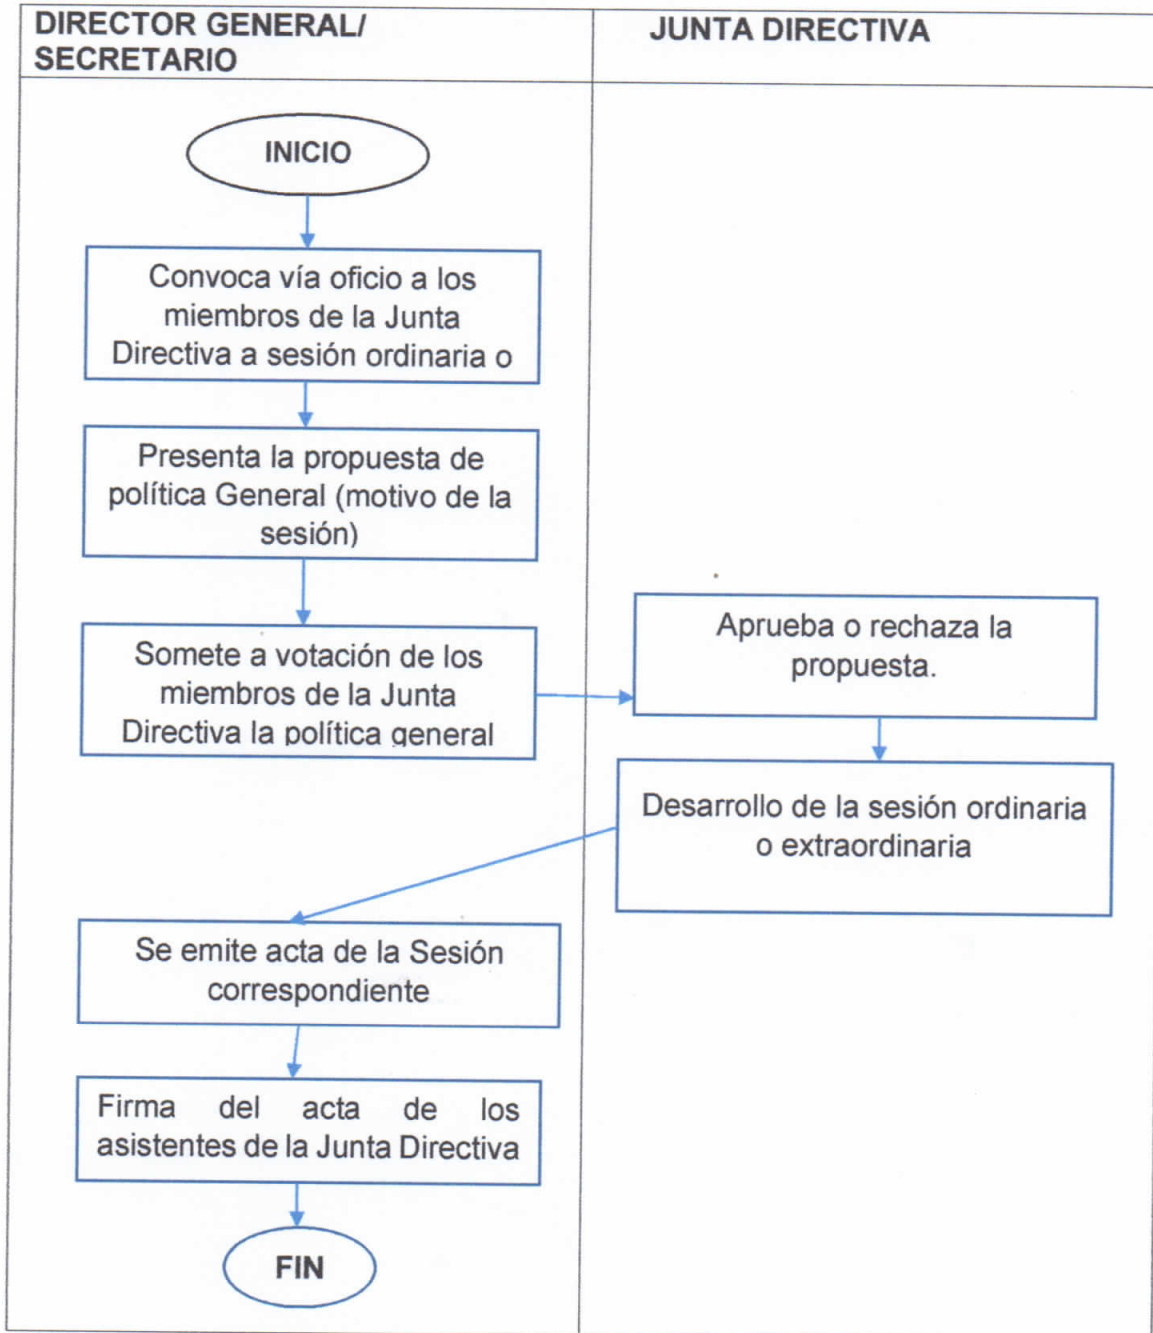 DIRECTOR GENERAL/
SECRETARIO
JUNTA DIRECTIVA
INICIO
Convoca vía oficio a los
miembros de la Junta
Directiva a sesión ordinaria o
Presenta la propuesta de
política General (motivo de la
sesión)
Somete a votación de los
miembros de la Junta
Directiva la política general
Aprueba o rechaza la
propuesta.
Desarrollo de la sesión ordinaria
o extraordinaria
Se emite acta de la Sesión
correspondiente
Firma del acta de los
asistentes de la Junta Directiva
FIN